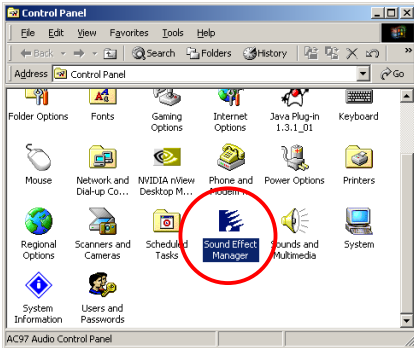 Control Panel
File Edit View Favorites Tools Help
Back Search Folders History »
Address Control Panel Go
Folder Options Fonts Gaming Options Internet Options Java Plug-in 1.3.1_01 Keyboard
Mouse Network and Dial-up Co... NVIDIA nView Desktop M... Phone and Modem Power Options Printers
Regional Options Scanners and Cameras Scheduled Tasks Sound Effect Manager Sounds and Multimedia System
System Information Users and Passwords
AC97 Audio Control Panel